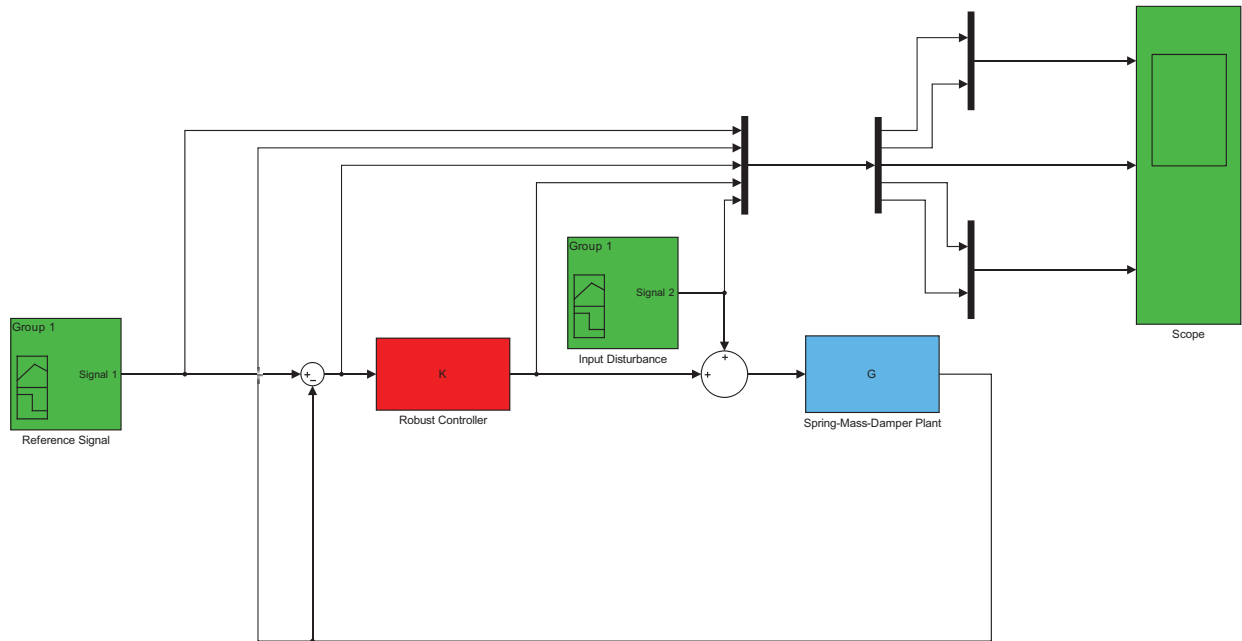 Group 1
Signal 1
Reference Signal
+
−
K
Robust Controller
Group 1
Signal 2
Input Disturbance
+
+
G
Spring-Mass-Damper Plant
Scope